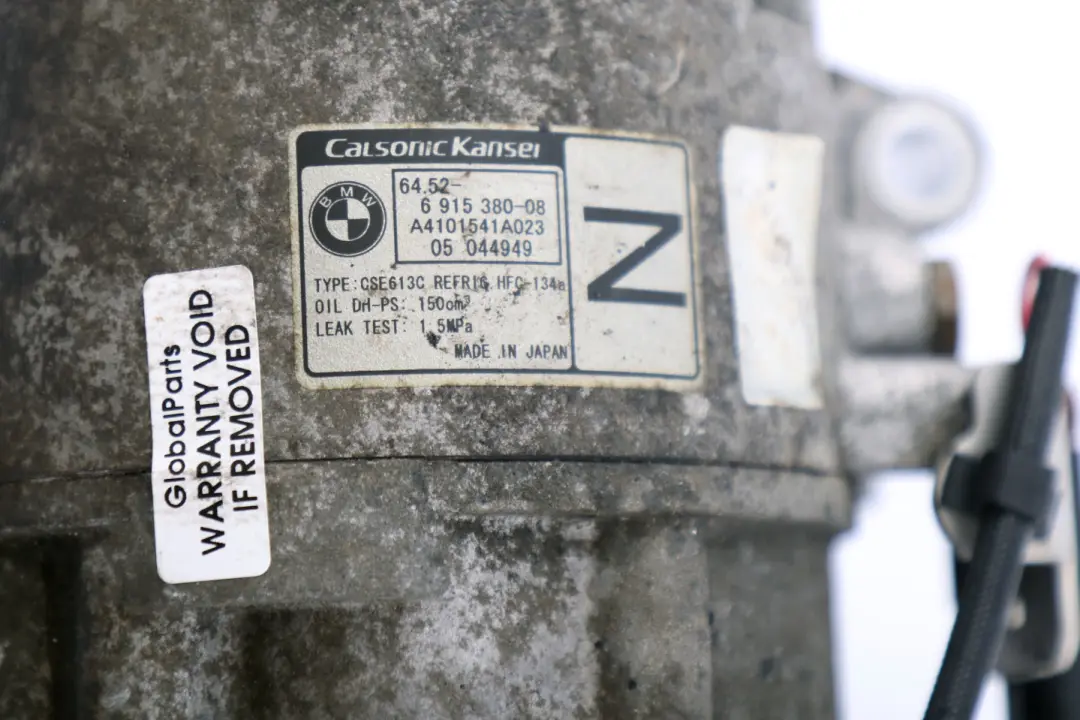 Calsonic Kansei
BMW
64.52-
6 915 380-08
A4101541A023
05 044949
TYPE: CSE613C REFRIG. HFC-134a
OIL DH-PS: 150cm³
LEAK TEST: 1.5MPa
MADE IN JAPAN
Z
GlobalParts
WARRANTY VOID
IF REMOVED